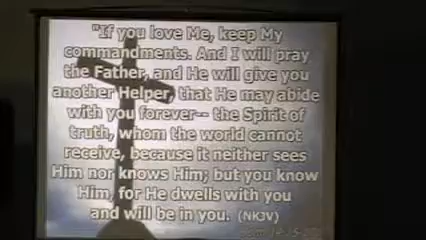 "If you love Me, keep My
commandments. And I will pray
the Father, and He will give you
another Helper, that He may abide
with you forever-- the Spirit of
truth, whom the world cannot
receive, because it neither sees
Him nor knows Him; but you know
Him, for He dwells with you
and will be in you. (NKJV)